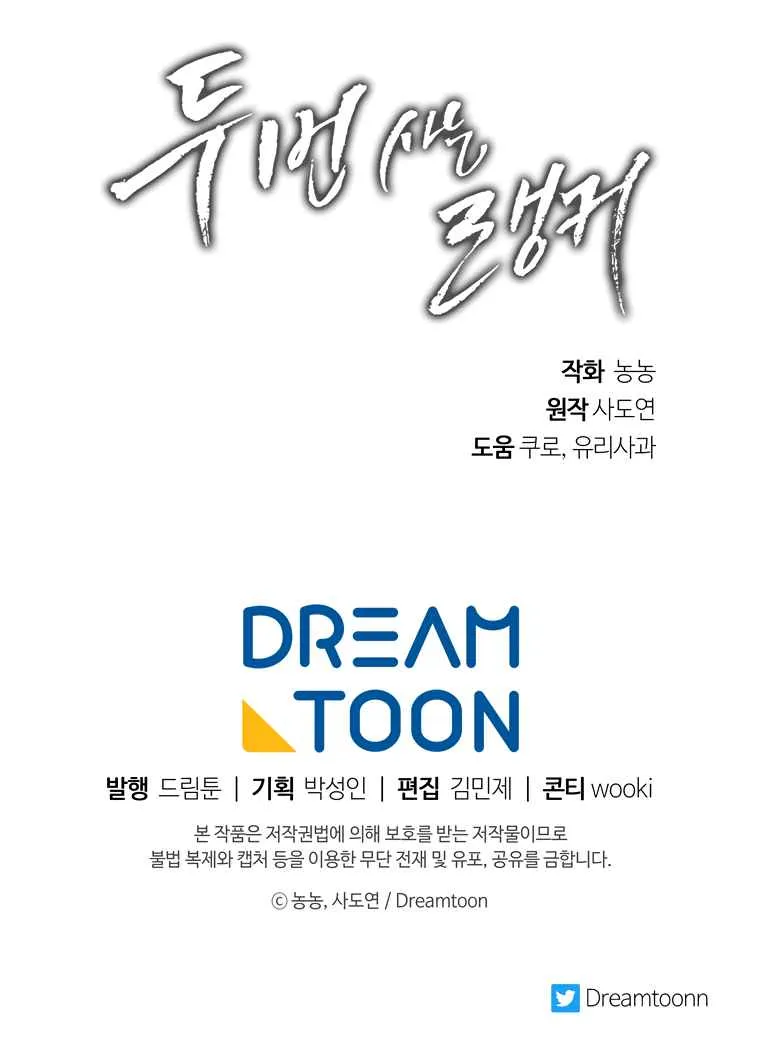 두 번 사는
랭커
작화 농농
원작 사도연
도움 쿠로, 유리사과
DREAM
TOON
발행 드림툰 | 기획 박성인 | 편집 김민제 | 콘티 wooki
본 작품은 저작권법에 의해 보호를 받는 저작물이므로
불법 복제와 캡처 등을 이용한 무단 전재 및 유포, 공유를 금합니다.
ⓒ 농농, 사도연 / Dreamtoon
Dreamtoonn